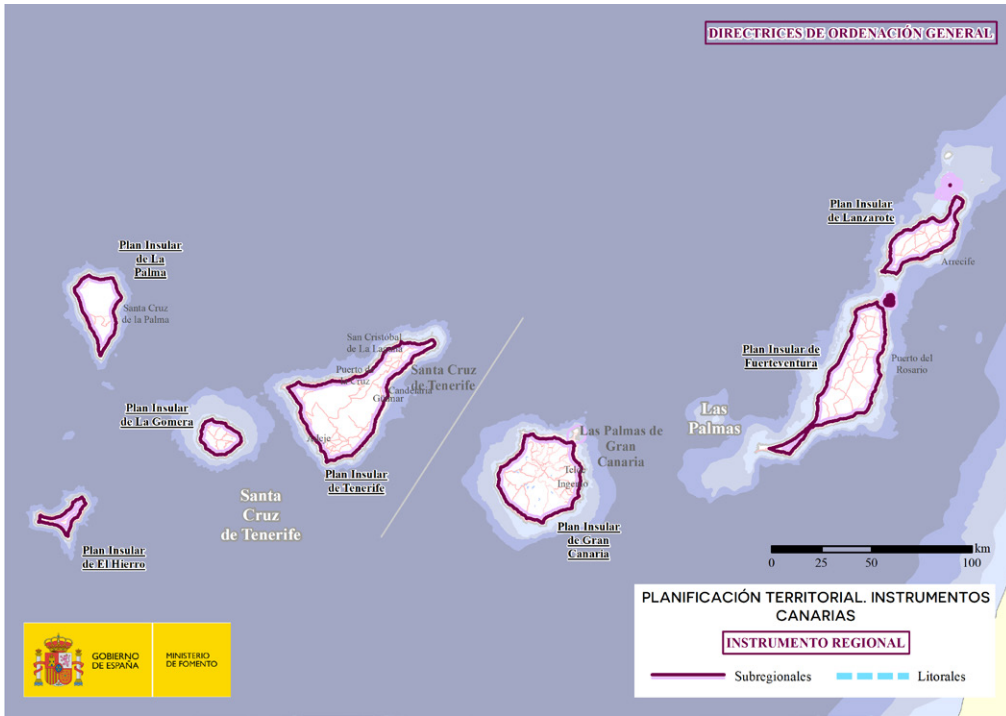 DIRECTRICES DE ORDENACIÓN GENERAL
Plan Insular
de Lanzarote
Arrecife
Plan Insular
de La
Palma
Santa Cruz
de la Palma
San Cristobal
de La Laguna
Puerto de
la Cruz
Santa Cruz
de Tenerife
Candelaria
Güimar
Adeje
Plan Insular de
Fuerteventura
Puerto del
Rosario
Plan Insular
de La Gomera
Plan Insular
de Tenerife
Las
Palmas
Las Palmas de
Gran
Canaria
Telde
Ingenio
Santa
Cruz
de Tenerife
Plan Insular
de Gran
Canaria
Plan Insular
de El Hierro
km
0 25 50 100
GOBIERNO
DE ESPAÑA
MINISTERIO
DE FOMENTO
PLANIFICACIÓN TERRITORIAL. INSTRUMENTOS
CANARIAS
INSTRUMENTO REGIONAL
Subregionales
Litorales